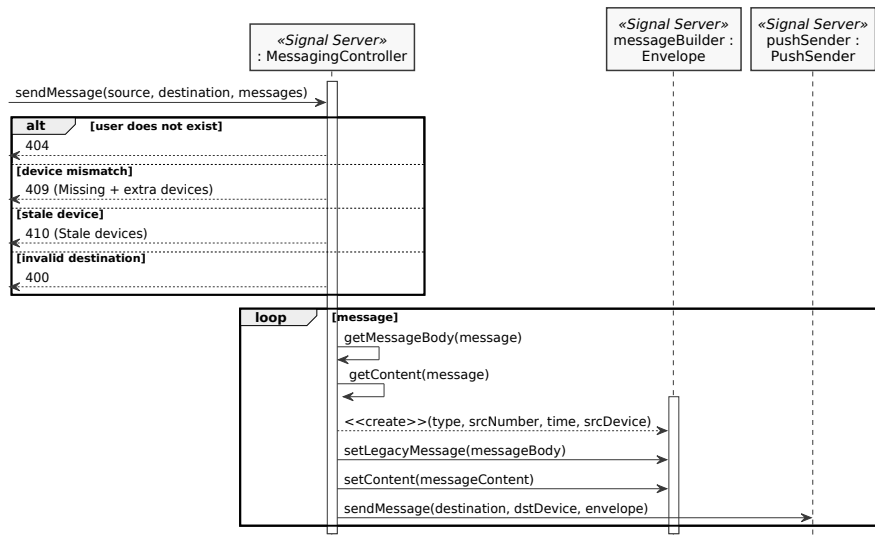 «Signal Server»
: MessagingController
«Signal Server»
messageBuilder :
Envelope
«Signal Server»
pushSender :
PushSender
sendMessage(source, destination, messages)
alt
[user does not exist]
404
[device mismatch]
409 (Missing + extra devices)
[stale device]
410 (Stale devices)
[invalid destination]
400
loop
[message]
getMessageBody(message)
getContent(message)
<<create>>(type, srcNumber, time, srcDevice)
setLegacyMessage(messageBody)
setContent(messageContent)
sendMessage(destination, dstDevice, envelope)